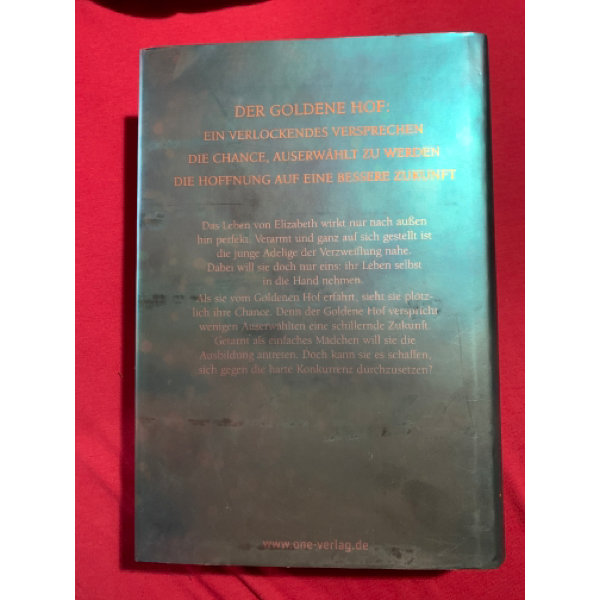 DER GOLDENE HOF:
EIN VERLOCKENDES VERSPRECHEN
DIE CHANCE, AUSERWÄHLT ZU WERDEN
DIE HOFFNUNG AUF EINE BESSERE ZUKUNFT
Das Leben von Elizabeth wirkt nur nach außen
hin perfekt. Verarmt und ganz auf sich gestellt ist
die junge Adelige der Verzweiflung nahe.
Dabei will sie doch nur eins: ihr Leben selbst
in die Hand nehmen.
Als sie vom Goldenen Hof erfährt, sieht sie plötz-
lich ihre Chance. Denn der Goldene Hof verspricht
wenigen Auserwählten eine schillernde Zukunft.
Getarnt als einfaches Mädchen will sie die
Ausbildung antreten. Doch kann sie es schaffen,
sich gegen die harte Konkurrenz durchzusetzen?
www.one-verlag.de